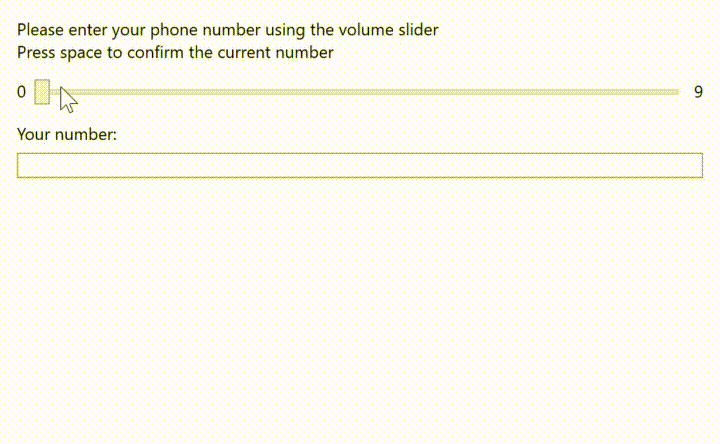 Please enter your phone number using the volume slider
Press space to confirm the current number
0 9
Your number: